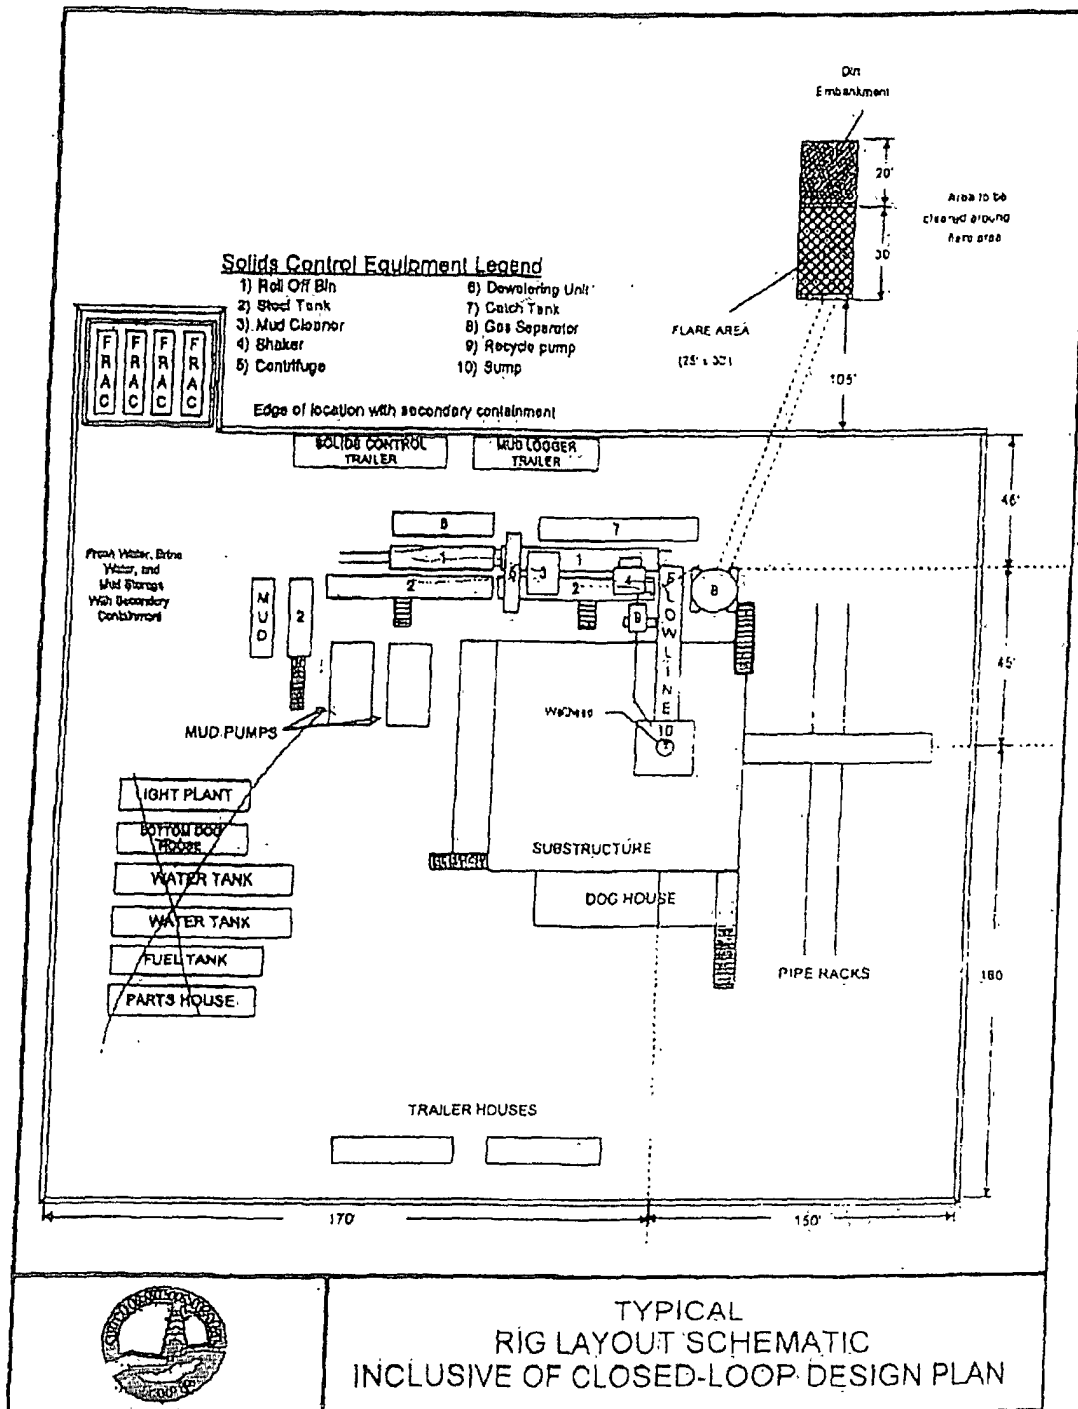 Dirt
Embankment
20'
Area to be
cleared around
flare area
30'
Solids Control Equipment Legend
1) Roll Off Bin
2) Steel Tank
3) Mud Cleaner
4) Shaker
5) Centrifuge
6) Dewatering Unit
7) Catch Tank
8) Gas Separator
9) Recycle pump
10) Sump
FLARE AREA
(25' x 30')
105'
FRAC
FRAC
FRAC
FRAC
Edge of location with secondary containment
SOLIDS CONTROL
TRAILER
MUD LOGGER
TRAILER
45'
7
1
1
3
4
2
2
9
8
Fresh Water, Brine
Water, and
Mud Storage
With Secondary
Containment
MUD
2
FLOWLINE
45'
Wellhead
10
MUD PUMPS
LIGHT PLANT
BOTTOM DOG
HOUSE
WATER TANK
WATER TANK
FUEL TANK
PARTS HOUSE
SUBSTRUCTURE
DOG HOUSE
PIPE RACKS
180
TRAILER HOUSES
170'
150'
TYPICAL
RIG LAYOUT SCHEMATIC
INCLUSIVE OF CLOSED-LOOP DESIGN PLAN